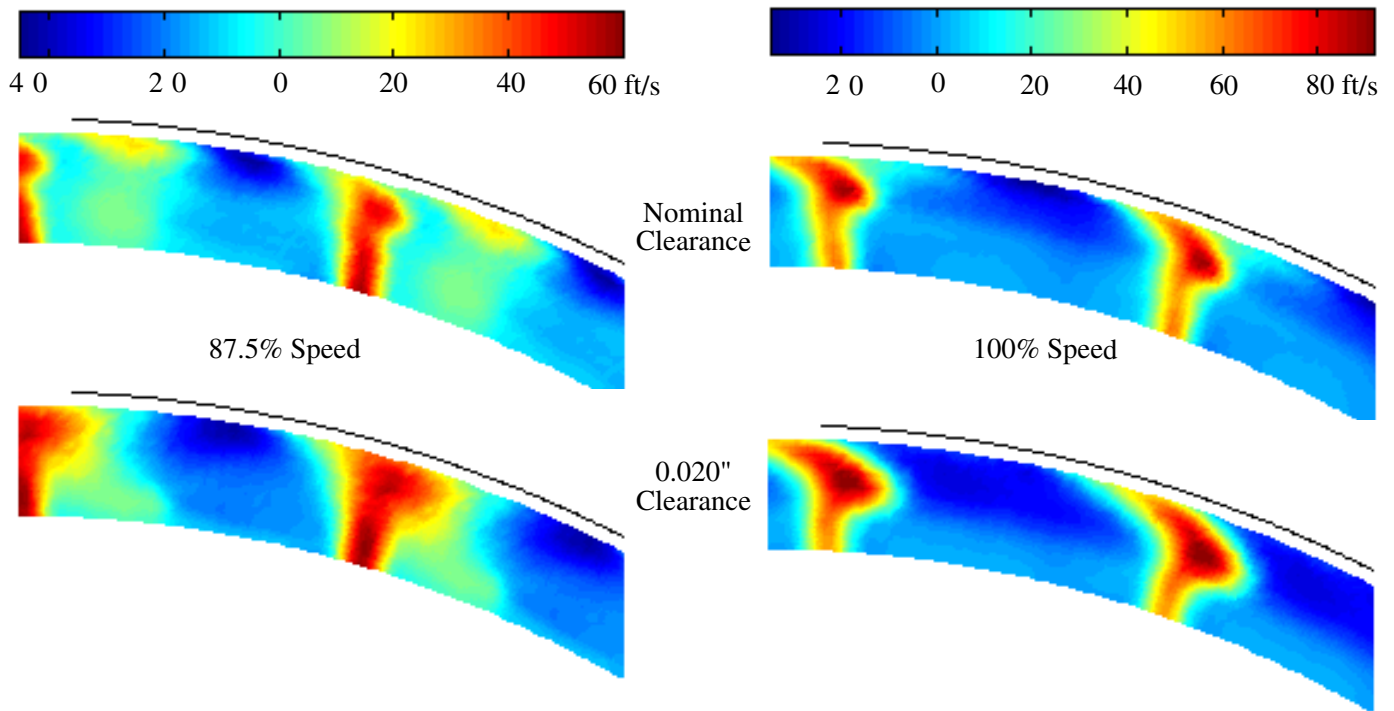 4 0 2 0 0 20 40 60 ft/s
2 0 0 20 40 60 80 ft/s
Nominal
Clearance
87.5% Speed
100% Speed
0.020"
Clearance